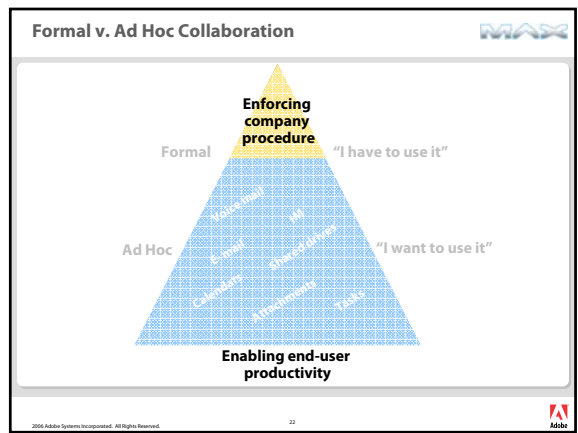 Formal v. Ad Hoc Collaboration
MAX
Enforcing
company
procedure
Formal
“I have to use it”
Voice mail
IM
Ad Hoc
E-mail
Shared drives
“I want to use it”
Calendars
Attachments
Tasks
Enabling end-user
productivity
2006 Adobe Systems Incorporated. All Rights Reserved.
22
Adobe